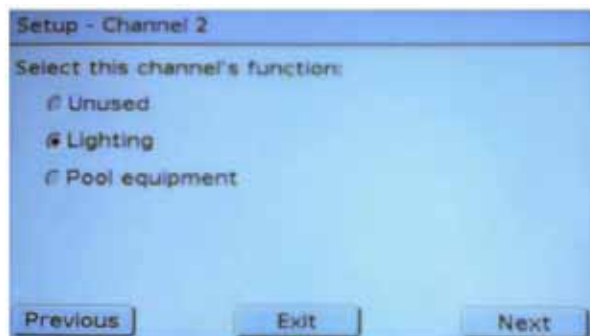 Setup - Channel 2
Select this channel's function:
Unused
Lighting
Pool equipment
Previous Exit Next